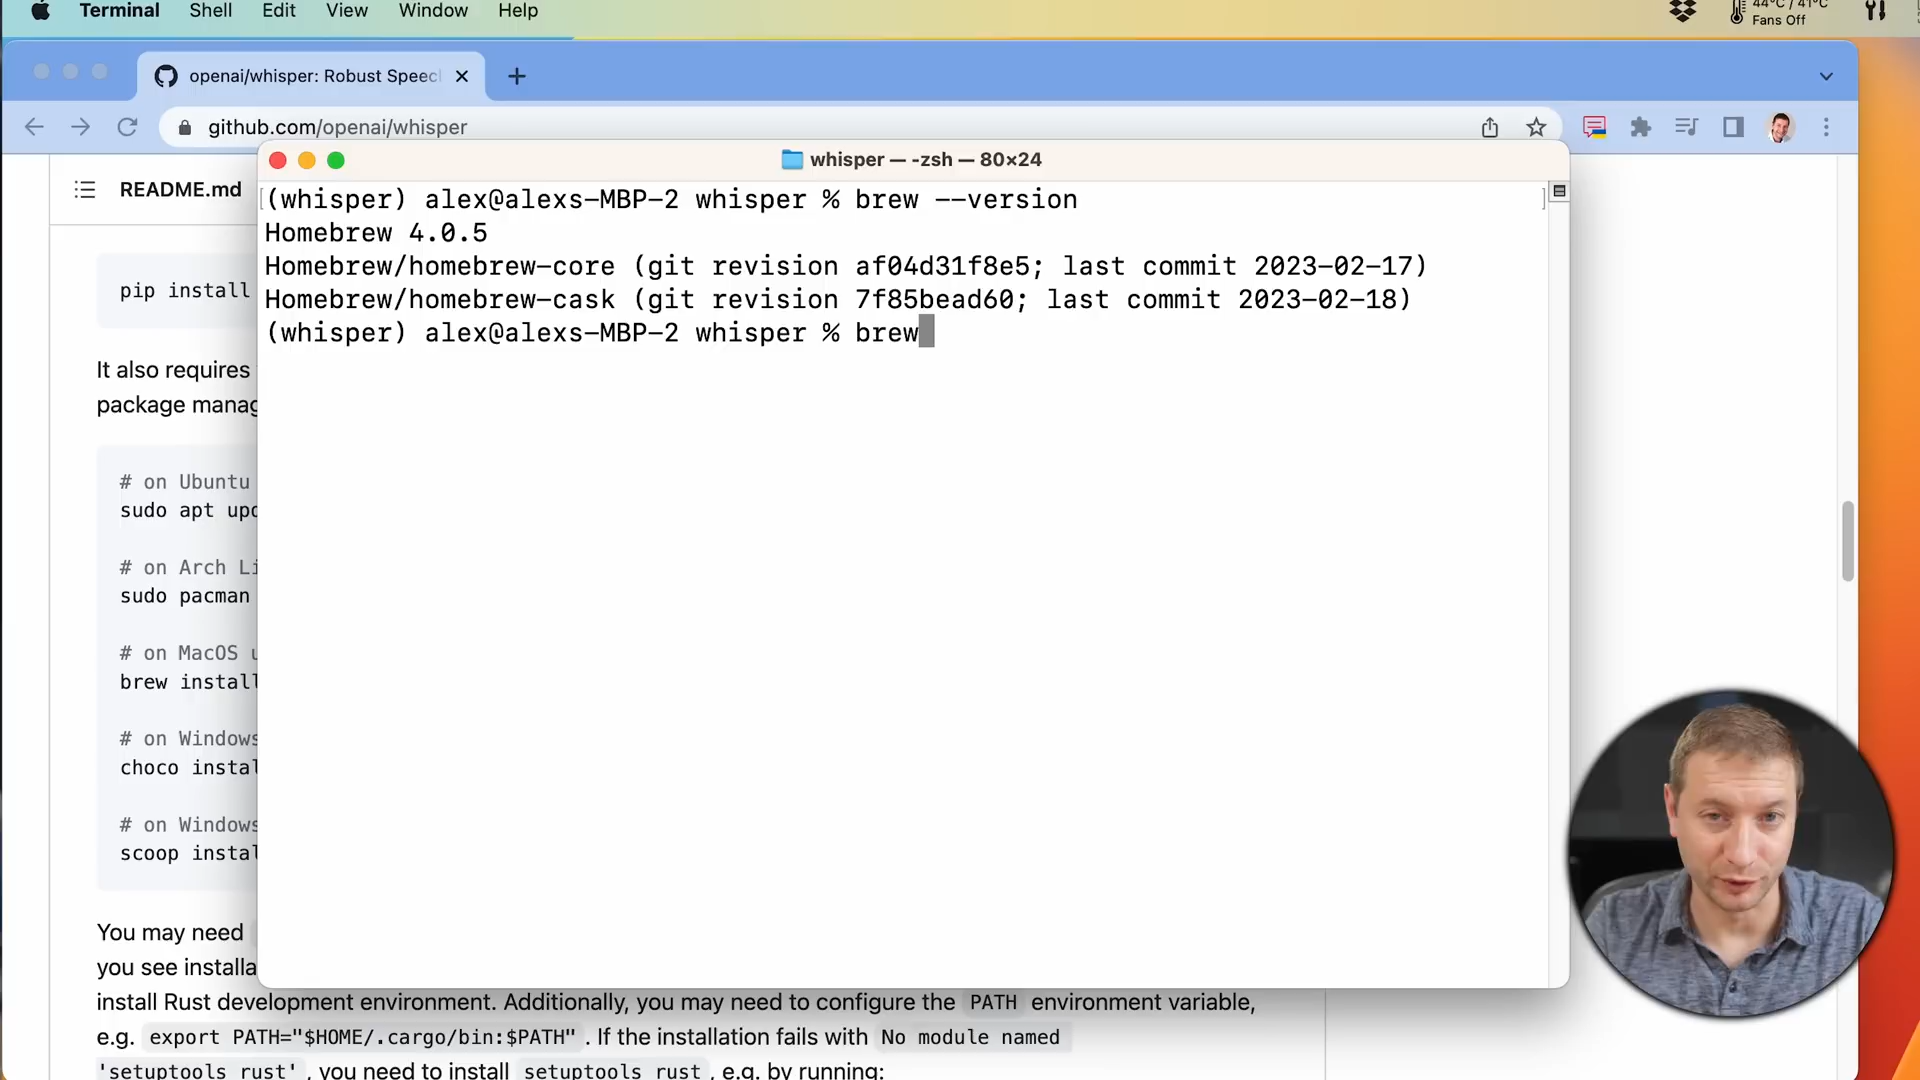 Terminal Shell Edit View Window Help
44°C / 41°C
Fans Off
openai/whisper: Robust Speec
github.com/openai/whisper
whisper — -zsh — 80×24
README.md
(whisper) alex@alexs-MBP-2 whisper % brew --version
Homebrew 4.0.5
Homebrew/homebrew-core (git revision af04d31f8e5; last commit 2023-02-17)
Homebrew/homebrew-cask (git revision 7f85bead60; last commit 2023-02-18)
(whisper) alex@alexs-MBP-2 whisper % brew
pip install
It also requires
package manag
# on Ubuntu
sudo apt upd
# on Arch Li
sudo pacman
# on MacOS u
brew install
# on Windows
choco instal
# on Windows
scoop instal
You may need
you see installa
install Rust development environment. Additionally, you may need to configure the PATH environment variable,
e.g. export PATH="$HOME/.cargo/bin:$PATH" . If the installation fails with No module named
'setuptools_rust' , you need to install setuptools_rust , e.g. by running: